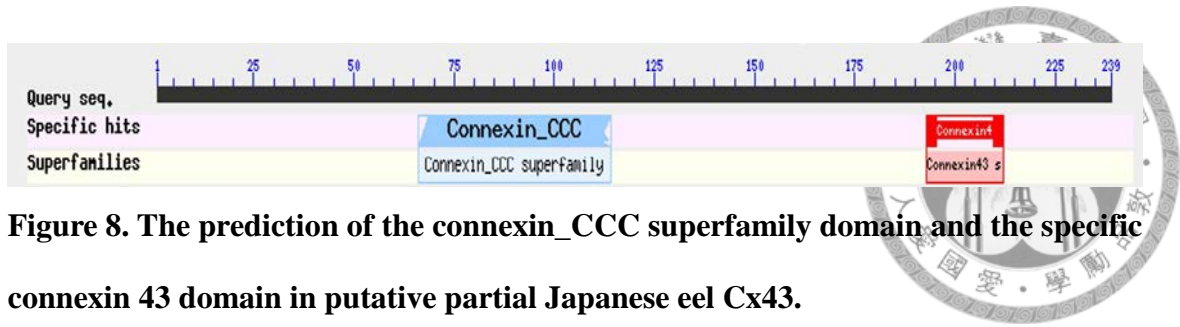 1 25 50 75 100 125 150 175 200 225 239
Query seq.
Specific hits Connexin_CCC Connexin4
Superfamilies Connexin_CCC superfamily Connexin43 s
Figure 8. The prediction of the connexin_CCC superfamily domain and the specific
connexin 43 domain in putative partial Japanese eel Cx43.